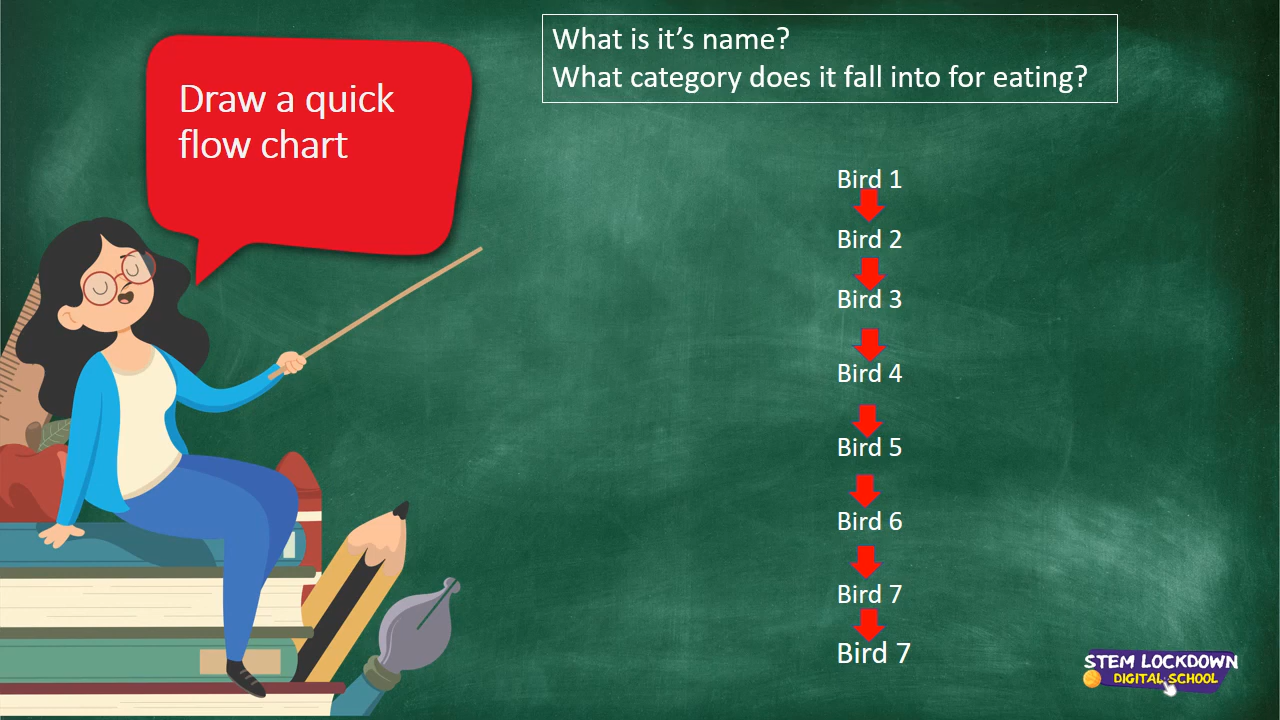 Draw a quick
flow chart
What is it’s name?
What category does it fall into for eating?
Bird 1
Bird 2
Bird 3
Bird 4
Bird 5
Bird 6
Bird 7
Bird 7
STEM LOCKDOWN
DIGITAL SCHOOL